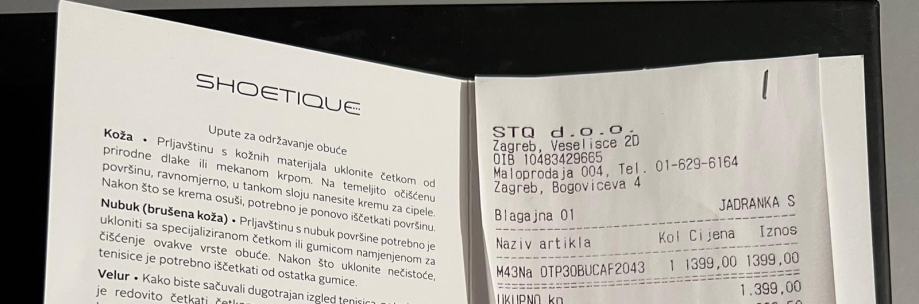 SHOETIQUE
Upute za održavanje obuće
Koža • Prljavštinu s kožnih materijala uklonite četkom od
prirodne dlake ili mekanom krpom. Na temeljito očišćenu
površinu, ravnomjerno, u tankom sloju nanesite kremu za cipele.
Nakon što se krema osuši, potrebno je ponovo iščetkati površinu.
Nubuk (brušena koža) • Prljavštinu s nubuk površine potrebno je
ukloniti sa specijaliziranom četkom ili gumicom namjenjenom za
čišćenje ovakve vrste obuće. Nakon što uklonite nečistoće,
tenisice je potrebno iščetkati od ostatka gumice.
Velur • Kako biste sačuvali dugotrajan izgled tenisica
je redovito četkati
STQ d.o.o.
Zagreb, Veselisce 2D
OIB 10483429665
Maloprodaja 004, Tel. 01-629-6164
Zagreb, Bogoviceva 4
Blagajna 01 JADRANKA S
Naziv artikla Kol Cijena Iznos
M43Na OTP30BUCAF2043 1 1399,00 1399,00
UKUPNO kn 1.399,00